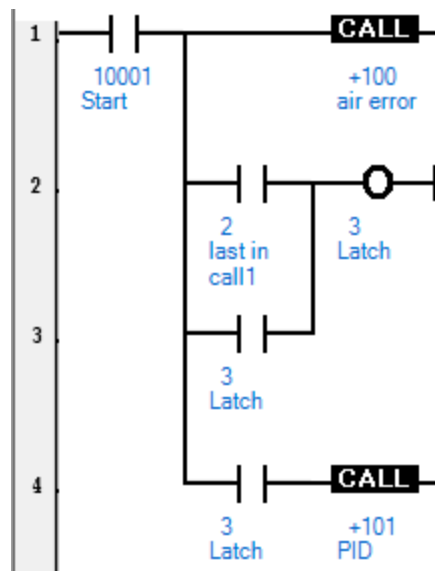 1
CALL
10001
+100
Start
air error
2
2
3
last in
Latch
call1
3
3
Latch
4
CALL
3
+101
Latch
PID